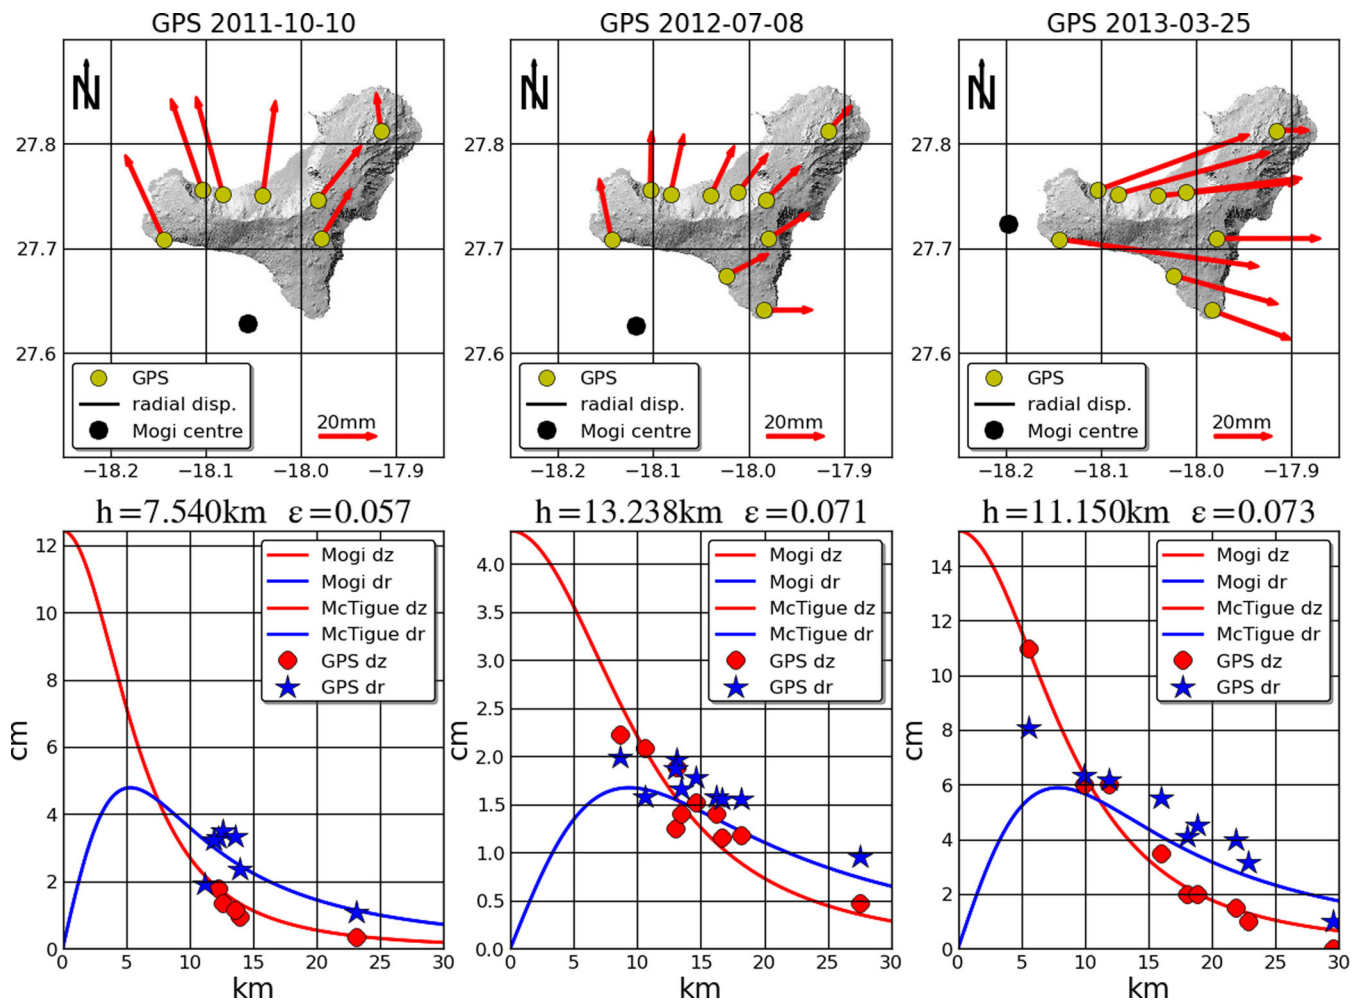 GPS 2011-10-10
N
27.8
27.7
27.6
GPS
radial disp.
Mogi centre
20mm
−18.2 −18.1 −18.0 −17.9
GPS 2012-07-08
N
27.8
27.7
27.6
GPS
radial disp.
Mogi centre
20mm
−18.2 −18.1 −18.0 −17.9
GPS 2013-03-25
N
27.8
27.7
27.6
GPS
radial disp.
Mogi centre
20mm
−18.2 −18.1 −18.0 −17.9
h=7.540km ε=0.057
12
10
8
6
4
2
0
cm
Mogi dz
Mogi dr
McTigue dz
McTigue dr
GPS dz
GPS dr
0 5 10 15 20 25 30
km
h=13.238km ε=0.071
4.0
3.5
3.0
2.5
2.0
1.5
1.0
0.5
0.0
cm
Mogi dz
Mogi dr
McTigue dz
McTigue dr
GPS dz
GPS dr
0 5 10 15 20 25 30
km
h=11.150km ε=0.073
14
12
10
8
6
4
2
0
cm
Mogi dz
Mogi dr
McTigue dz
McTigue dr
GPS dz
GPS dr
0 5 10 15 20 25 30
km